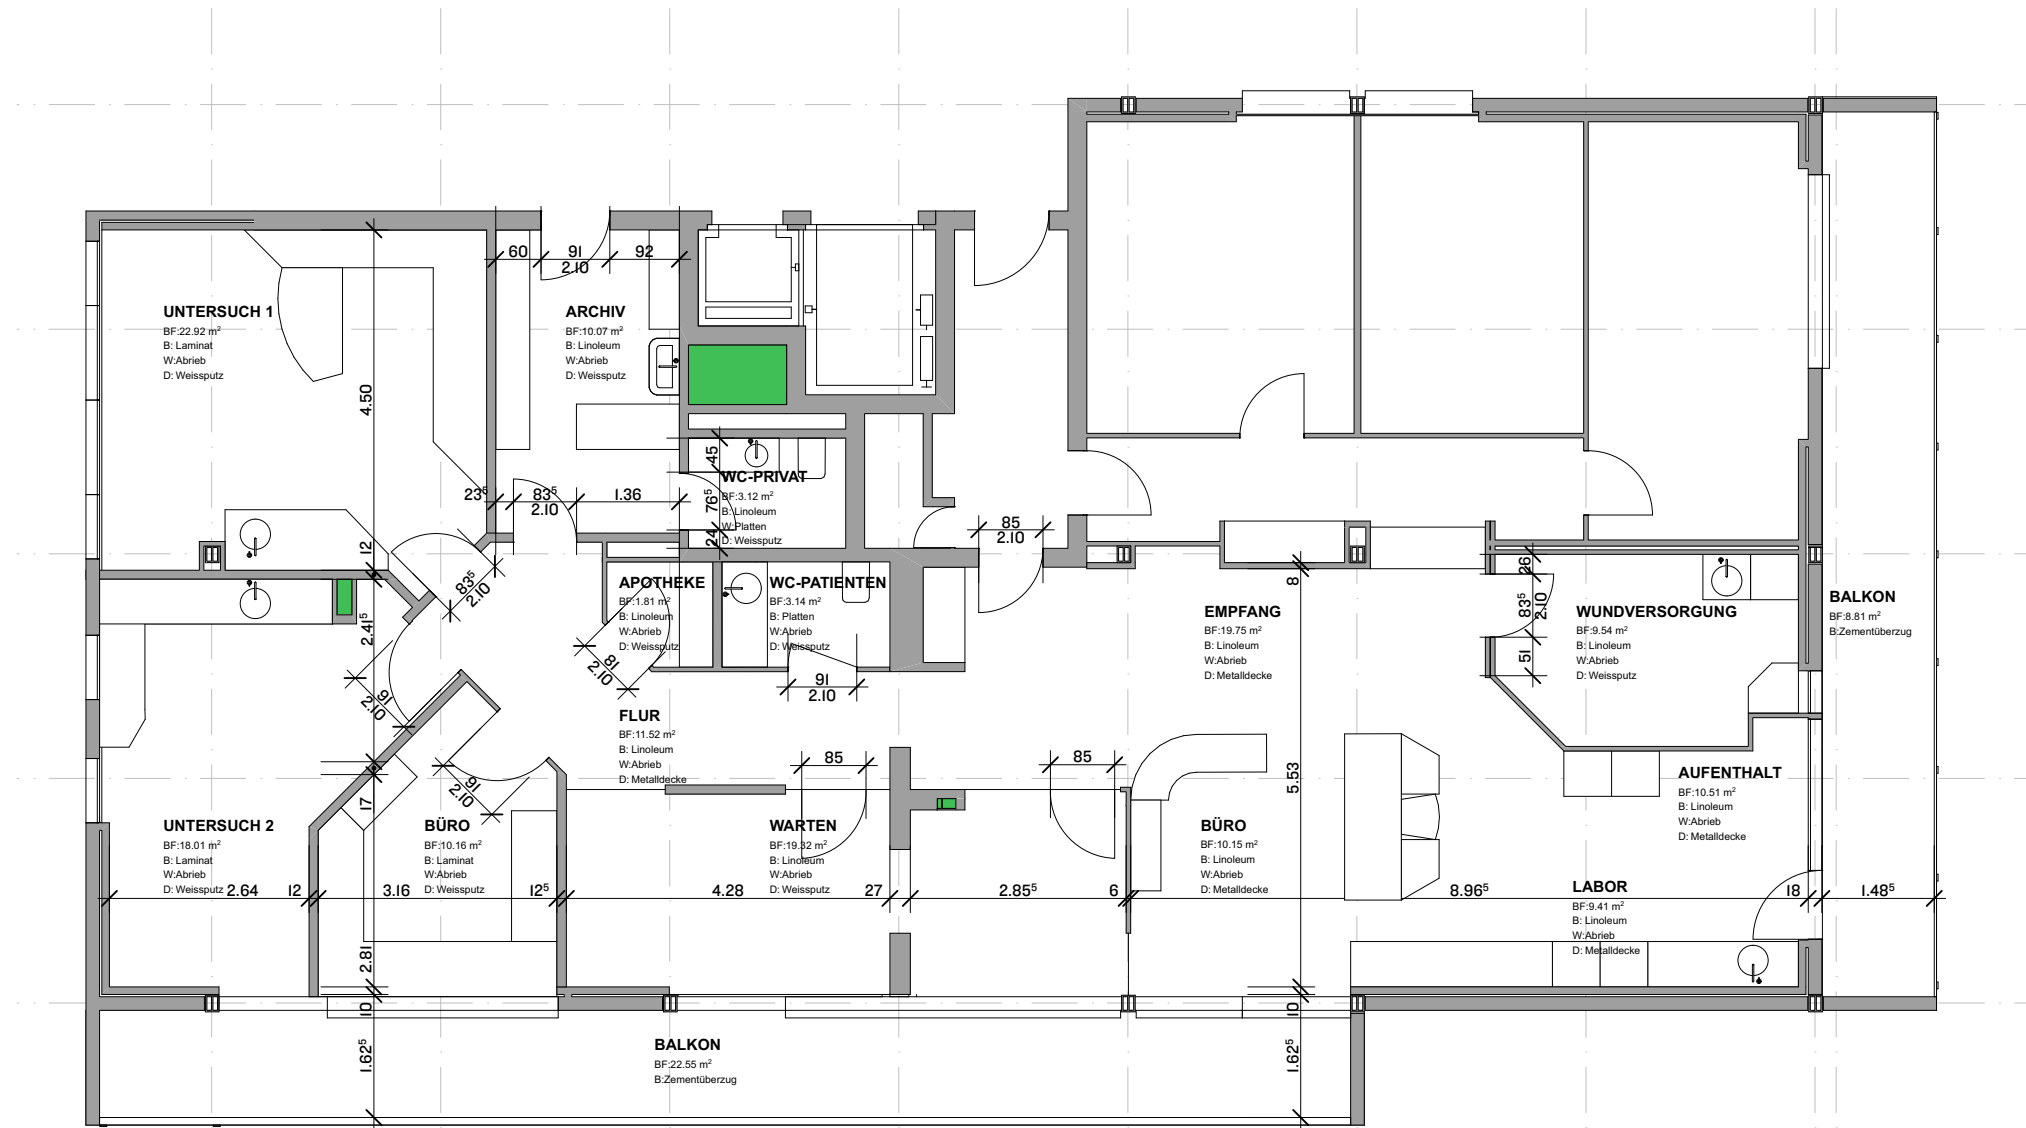 60
91
2.10
92
UNTERSUCH 1
BF:22.92 m²
B: Laminat
W:Abrieb
D: Weissputz
ARCHIV
BF:10.07 m²
B: Linoleum
W:Abrieb
D: Weissputz
4.50
45
WC-PRIVAT
BF:3.12 m²
B: Linoleum
W:Platten
D: Weissputz
76⁵
24
23⁵
83⁵
2.10
1.36
85
2.10
12
83⁵
2.10
APOTHEKE
BF:1.81 m²
B: Linoleum
W:Abrieb
D: Weissputz
WC-PATIENTEN
BF:3.14 m²
B: Platten
W:Abrieb
D: Weissputz
8
EMPFANG
BF:19.75 m²
B: Linoleum
W:Abrieb
D: Metalldecke
26
83⁵
2.10
51
WUNDVERSORGUNG
BF:9.54 m²
B: Linoleum
W:Abrieb
D: Weissputz
BALKON
BF:8.81 m²
B:Zementüberzug
2.41⁵
81
2.10
91
2.10
91
2.10
FLUR
BF:11.52 m²
B: Linoleum
W:Abrieb
D: Metalldecke
85
85
5.53
AUFENTHALT
BF:10.51 m²
B: Linoleum
W:Abrieb
D: Metalldecke
17
91
2.10
UNTERSUCH 2
BF:18.01 m²
B: Laminat
W:Abrieb
D: Weissputz
BÜRO
BF:10.16 m²
B: Laminat
W:Abrieb
D: Weissputz
WARTEN
BF:19.32 m²
B: Linoleum
W:Abrieb
D: Weissputz
BÜRO
BF:10.15 m²
B: Linoleum
W:Abrieb
D: Metalldecke
LABOR
BF:9.41 m²
B: Linoleum
W:Abrieb
D: Metalldecke
2.64
12
3.16
12⁵
4.28
27
2.85⁵
6
8.96⁵
18
1.48⁵
2.81
10
10
1.62⁵
1.62⁵
BALKON
BF:22.55 m²
B:Zementüberzug